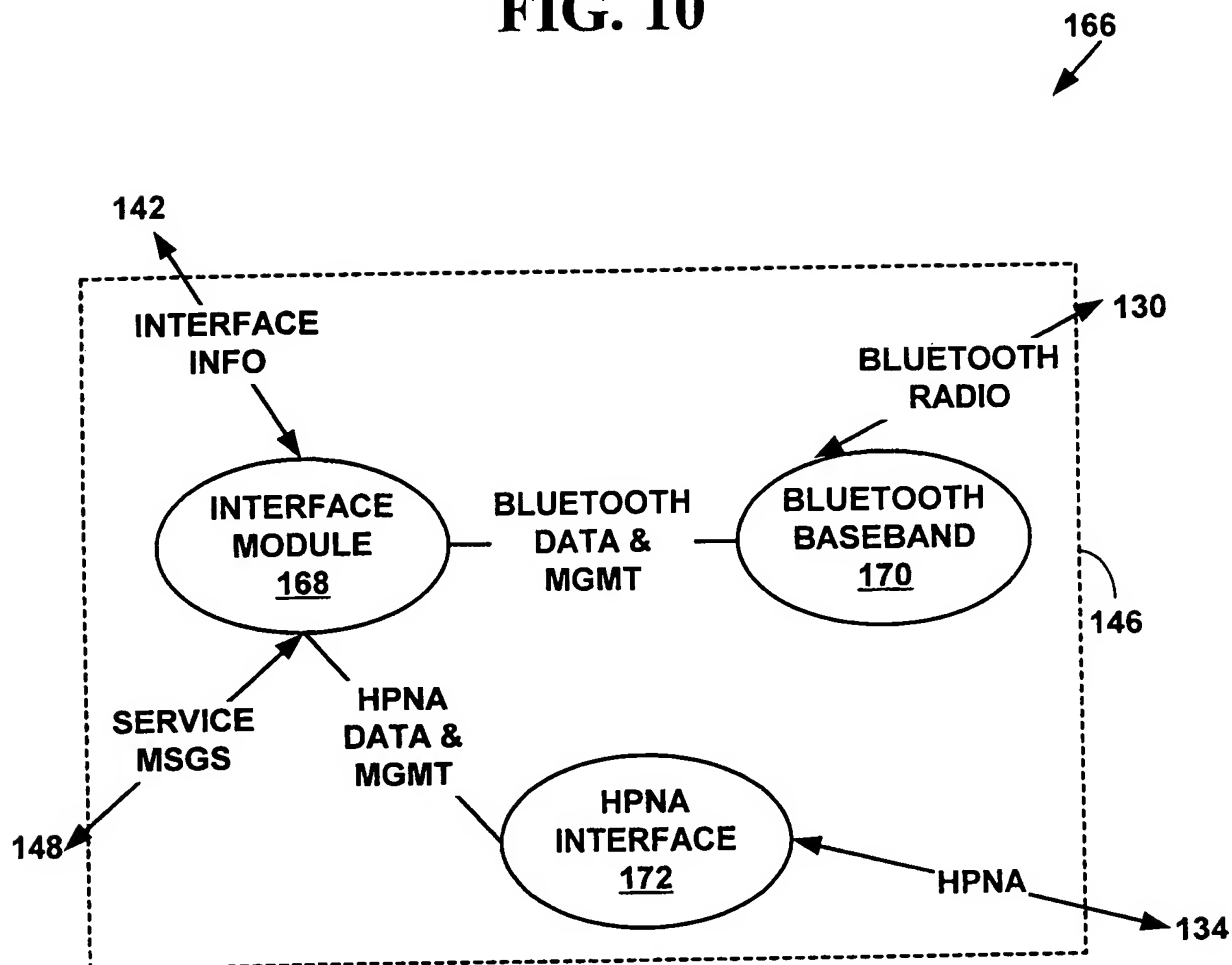 FIG. 10
166
142
INTERFACE
INFO
130
BLUETOOTH
RADIO
INTERFACE
MODULE
168
BLUETOOTH
DATA &
MGMT
BLUETOOTH
BASEBAND
170
146
SERVICE
MSGS
HPNA
DATA &
MGMT
148
HPNA
INTERFACE
172
HPNA
134